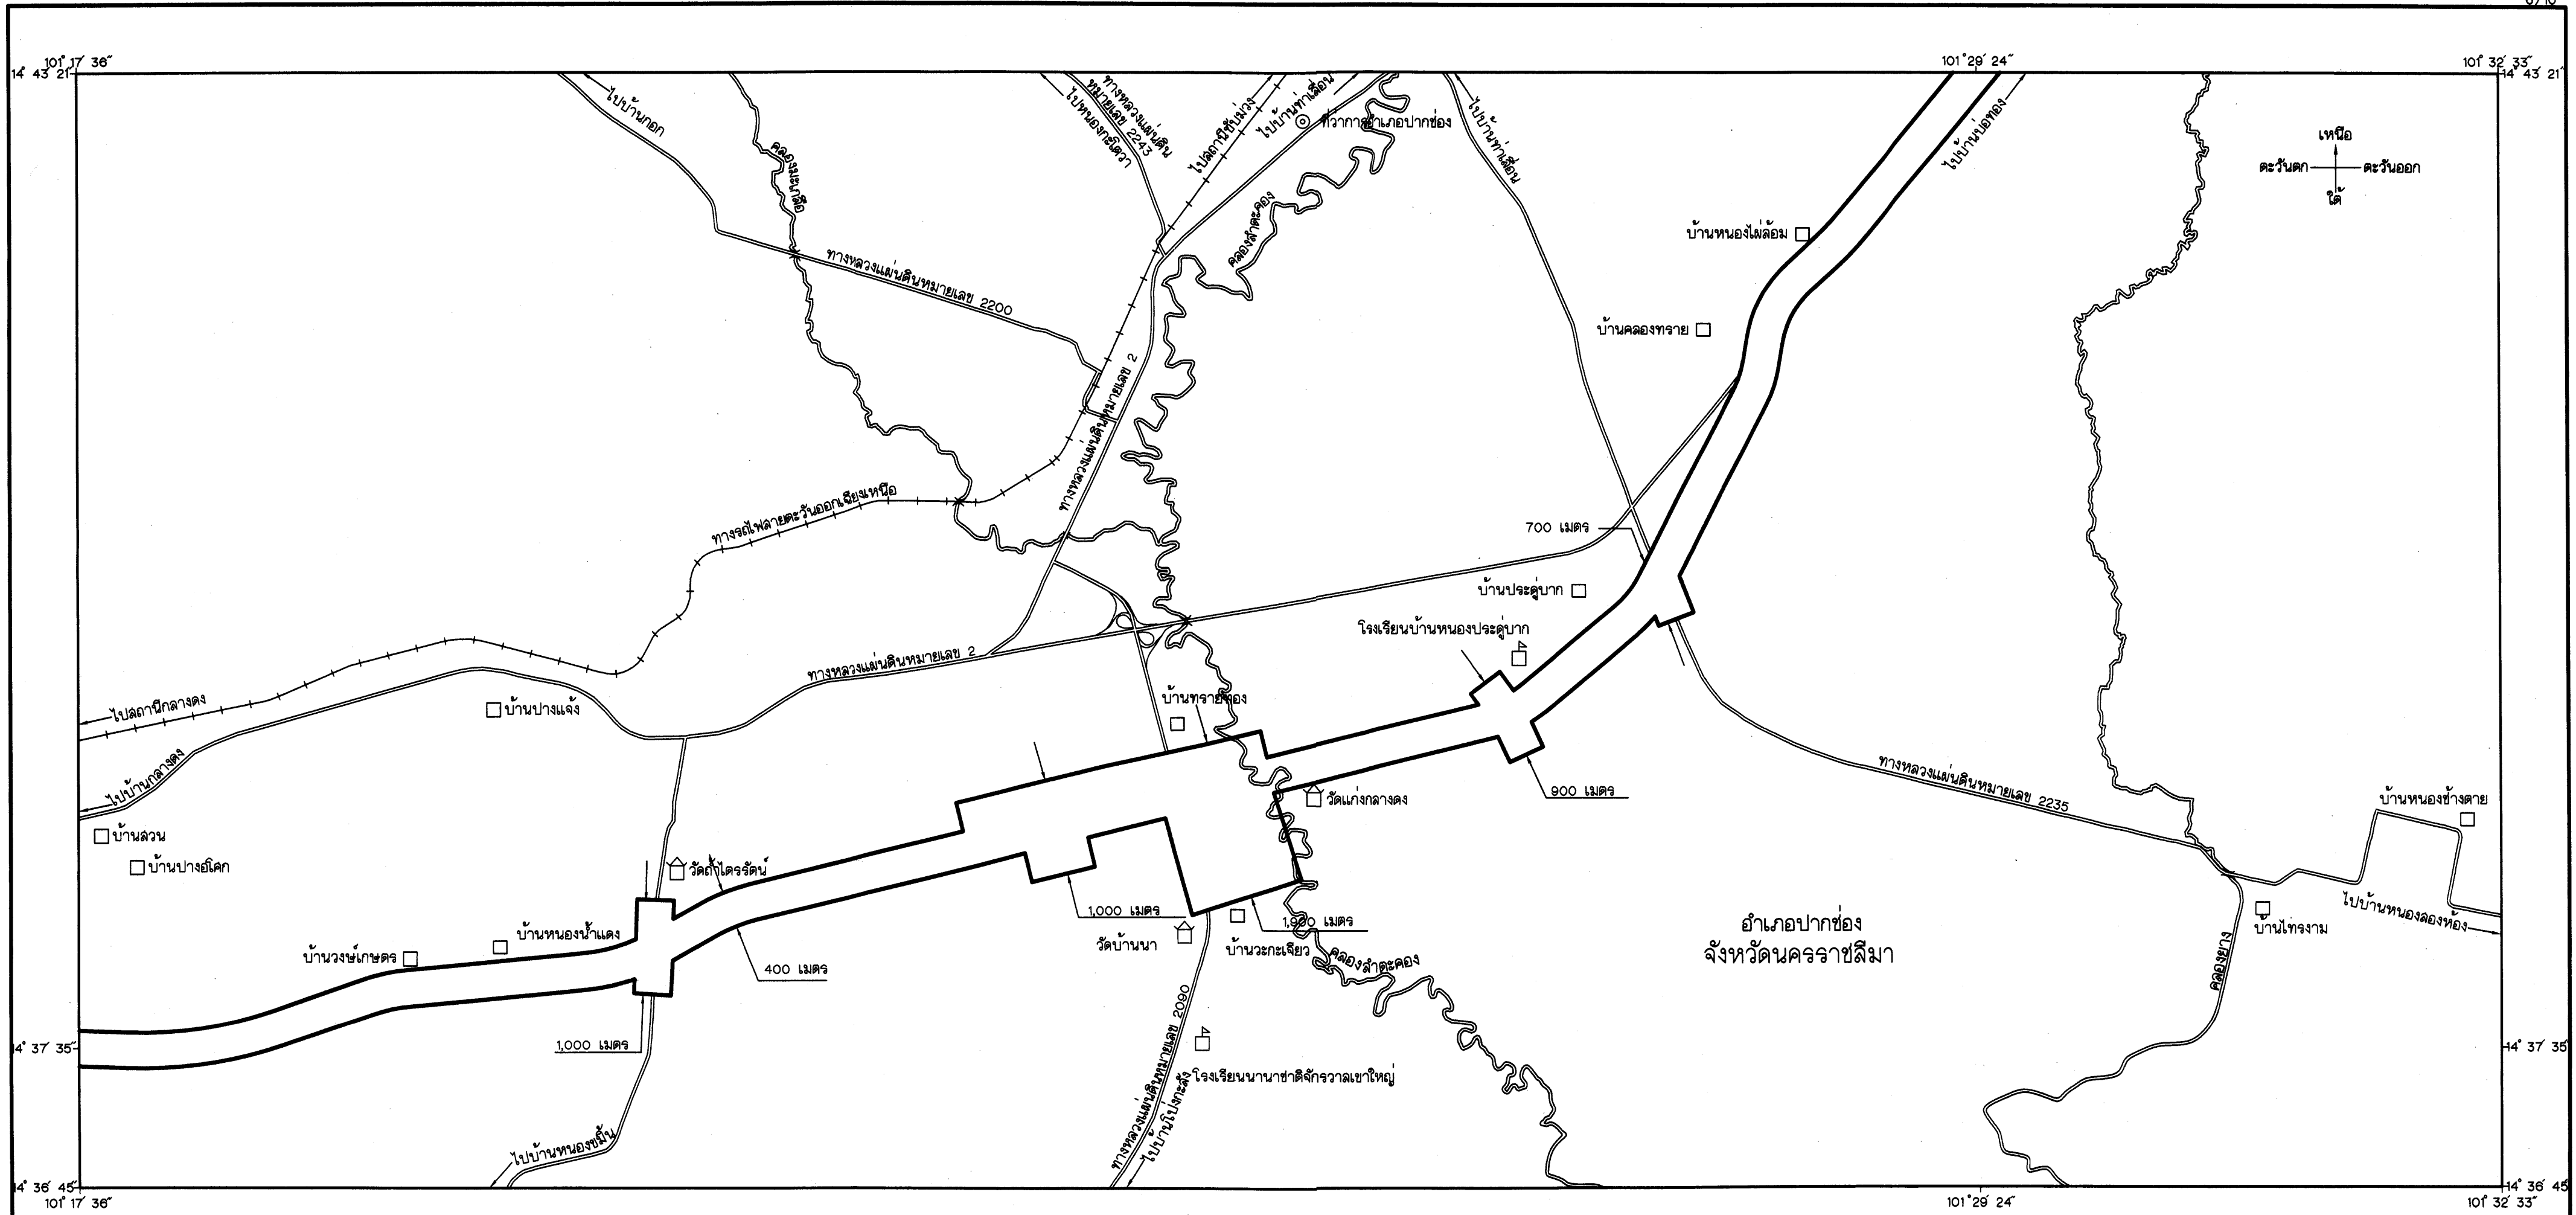 101° 17′ 36″
101° 29′ 24″
101° 32′ 33″
14° 43′ 21″
14° 43′ 21″
ไปบ้านกอก
คลองมะเกลือ
ทางหลวงแผ่นดิน
หมายเลข 2243
ไปหนองกะโตวา
ไปสถานีซับม่วง
ไปบ้านท่าเลื่อน
ที่ว่าการอำเภอปากช่อง
ไปบ้านท่าเลื่อน
ไปบ้านบ่อทอง
เหนือ
ตะวันตก
ตะวันออก
ใต้
บ้านหนองไผ่ล้อม
คลองลำตะคอง
ทางหลวงแผ่นดินหมายเลข 2200
บ้านคลองทราย
ทางหลวงแผ่นดินหมายเลข 2
ทางรถไฟสายตะวันออกเฉียงเหนือ
700 เมตร
บ้านประดู่บาก
โรงเรียนบ้านหนองประดู่บาก
ทางหลวงแผ่นดินหมายเลข 2
ไปสถานีกลางดง
บ้านปางแจ้ง
บ้านทรายทอง
ไปบ้านกลางดง
ทางหลวงแผ่นดินหมายเลข 2235
900 เมตร
วัดแก่งกลางดง
บ้านหนองช้างตาย
บ้านลวน
บ้านปางอโศก
วัดถ้ำไตรรัตน์
1,000 เมตร
1,900 เมตร
อำเภอปากช่อง
จังหวัดนครราชสีมา
ไปบ้านหนองสองห้อง
บ้านไทรงาม
บ้านหนองน้ำแดง
บ้านวงษ์เกษตร
วัดบ้านนา
บ้านวะกะเจียว
400 เมตร
คลองลำตะคอง
คลองยาง
1,000 เมตร
14° 37′ 35″
14° 37′ 35″
ทางหลวงแผ่นดินหมายเลข 2090
โรงเรียนนานาชาติจักรวาลเขาใหญ่
ไปบ้านโป่งกะสัง
ไปบ้านหนองขมิ้น
14° 36′ 45″
14° 36′ 45″
101° 17′ 36″
101° 29′ 24″
101° 32′ 33″